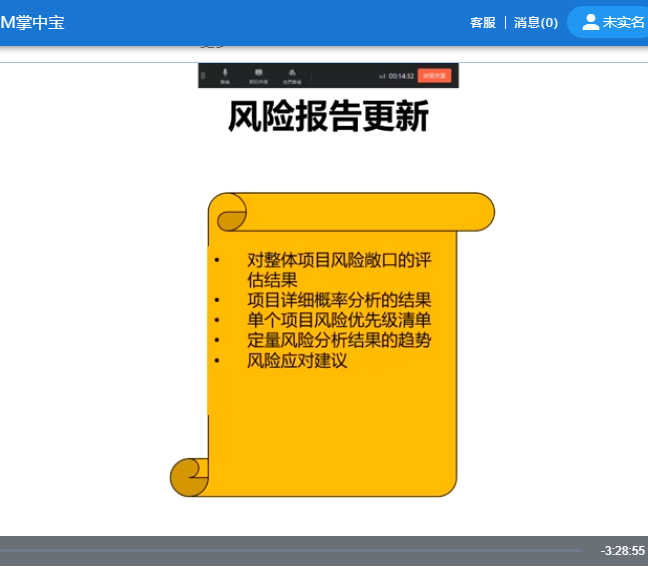 M掌中宝
客服 | 消息(0)
未实名
00:14:32
风险报告更新
• 对整体项目风险敞口的评
估结果
• 项目详细概率分析的结果
• 单个项目风险优先级清单
• 定量风险分析结果的趋势
• 风险应对建议
-3:28:55